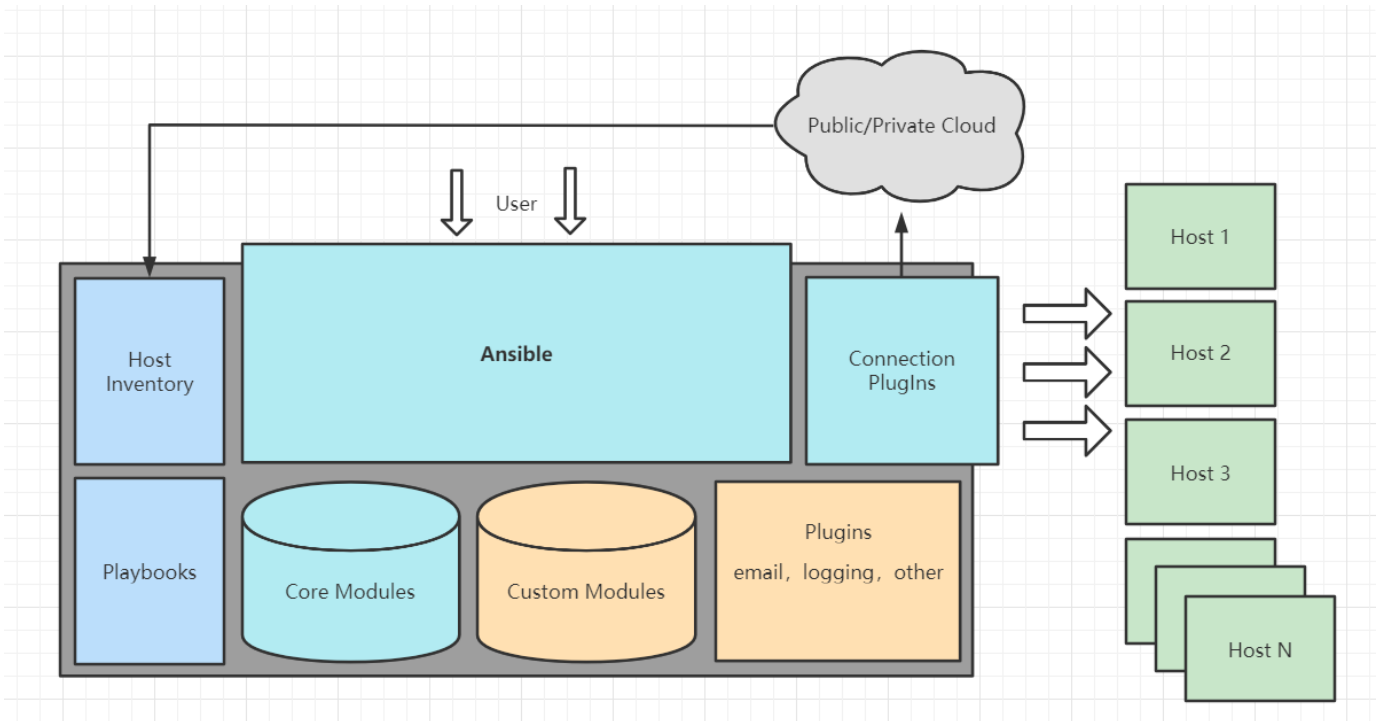 Public/Private Cloud
User
Host 1
Host
Inventory
Ansible
Connection
PlugIns
Host 2
Host 3
Playbooks
Core Modules
Custom Modules
Plugins
email，logging，other
Host N